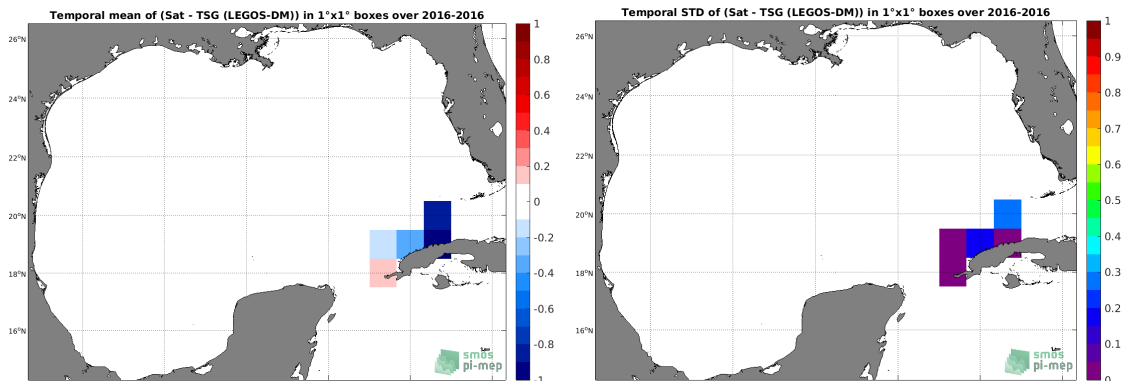 Temporal mean of (Sat - TSG (LEGOS-DM)) in 1°x1° boxes over 2016-2016
26°N
24°N
22°N
20°N
18°N
16°N
1
0.8
0.6
0.4
0.2
0
-0.2
-0.4
-0.6
-0.8
-1
smos
pi-mep
Temporal STD of (Sat - TSG (LEGOS-DM)) in 1°x1° boxes over 2016-2016
26°N
24°N
22°N
20°N
18°N
16°N
1
0.9
0.8
0.7
0.6
0.5
0.4
0.3
0.2
0.1
0
smos
pi-mep